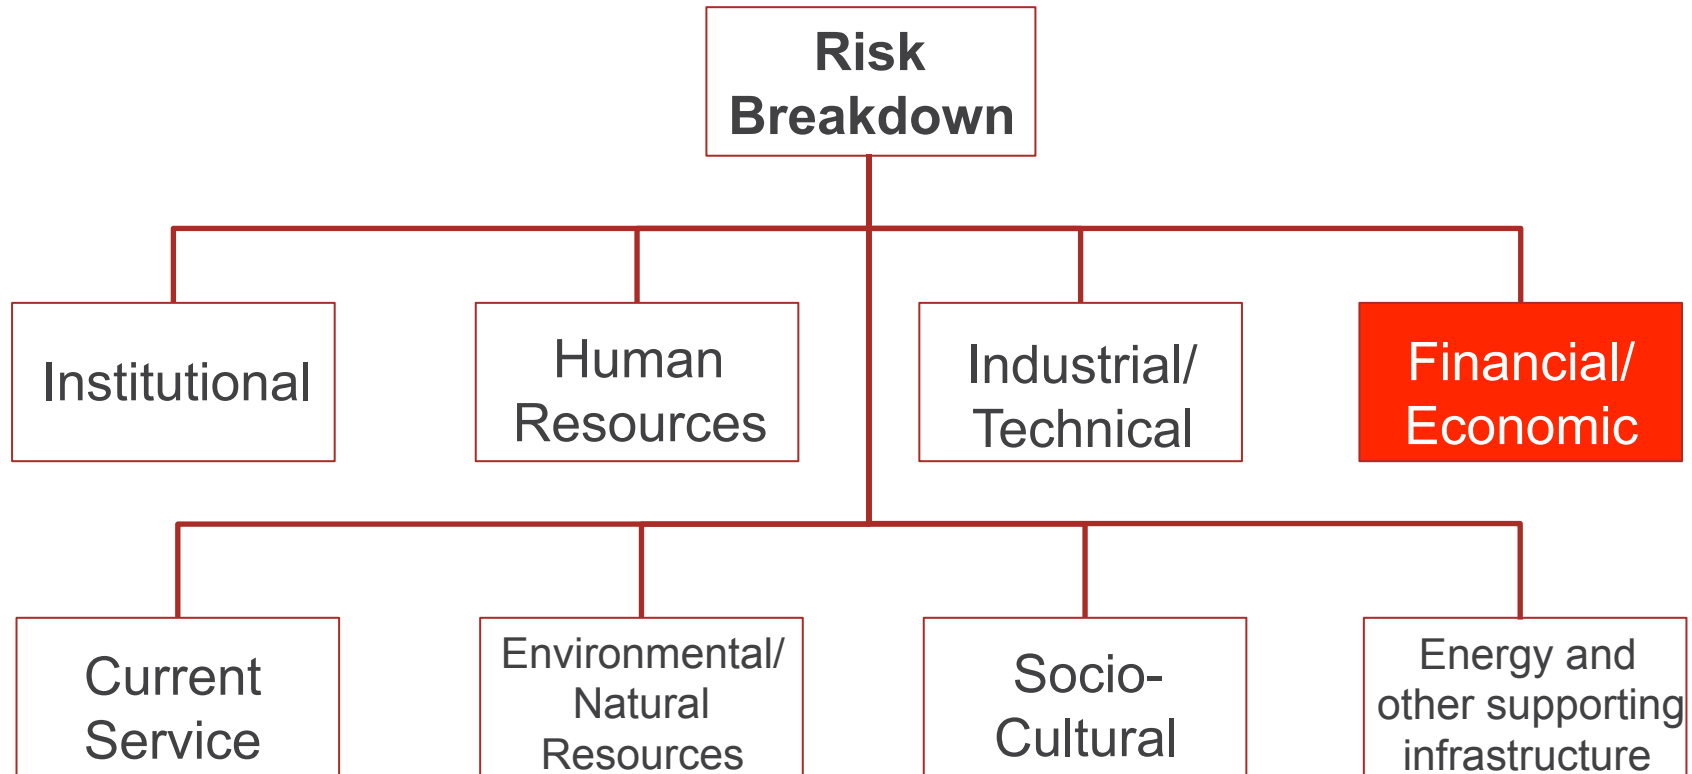 Risk
Breakdown
Institutional
Human
Resources
Industrial/
Technical
Financial/
Economic
Current
Service
Environmental/
Natural
Resources
Socio-
Cultural
Energy and
other supporting
infrastructure